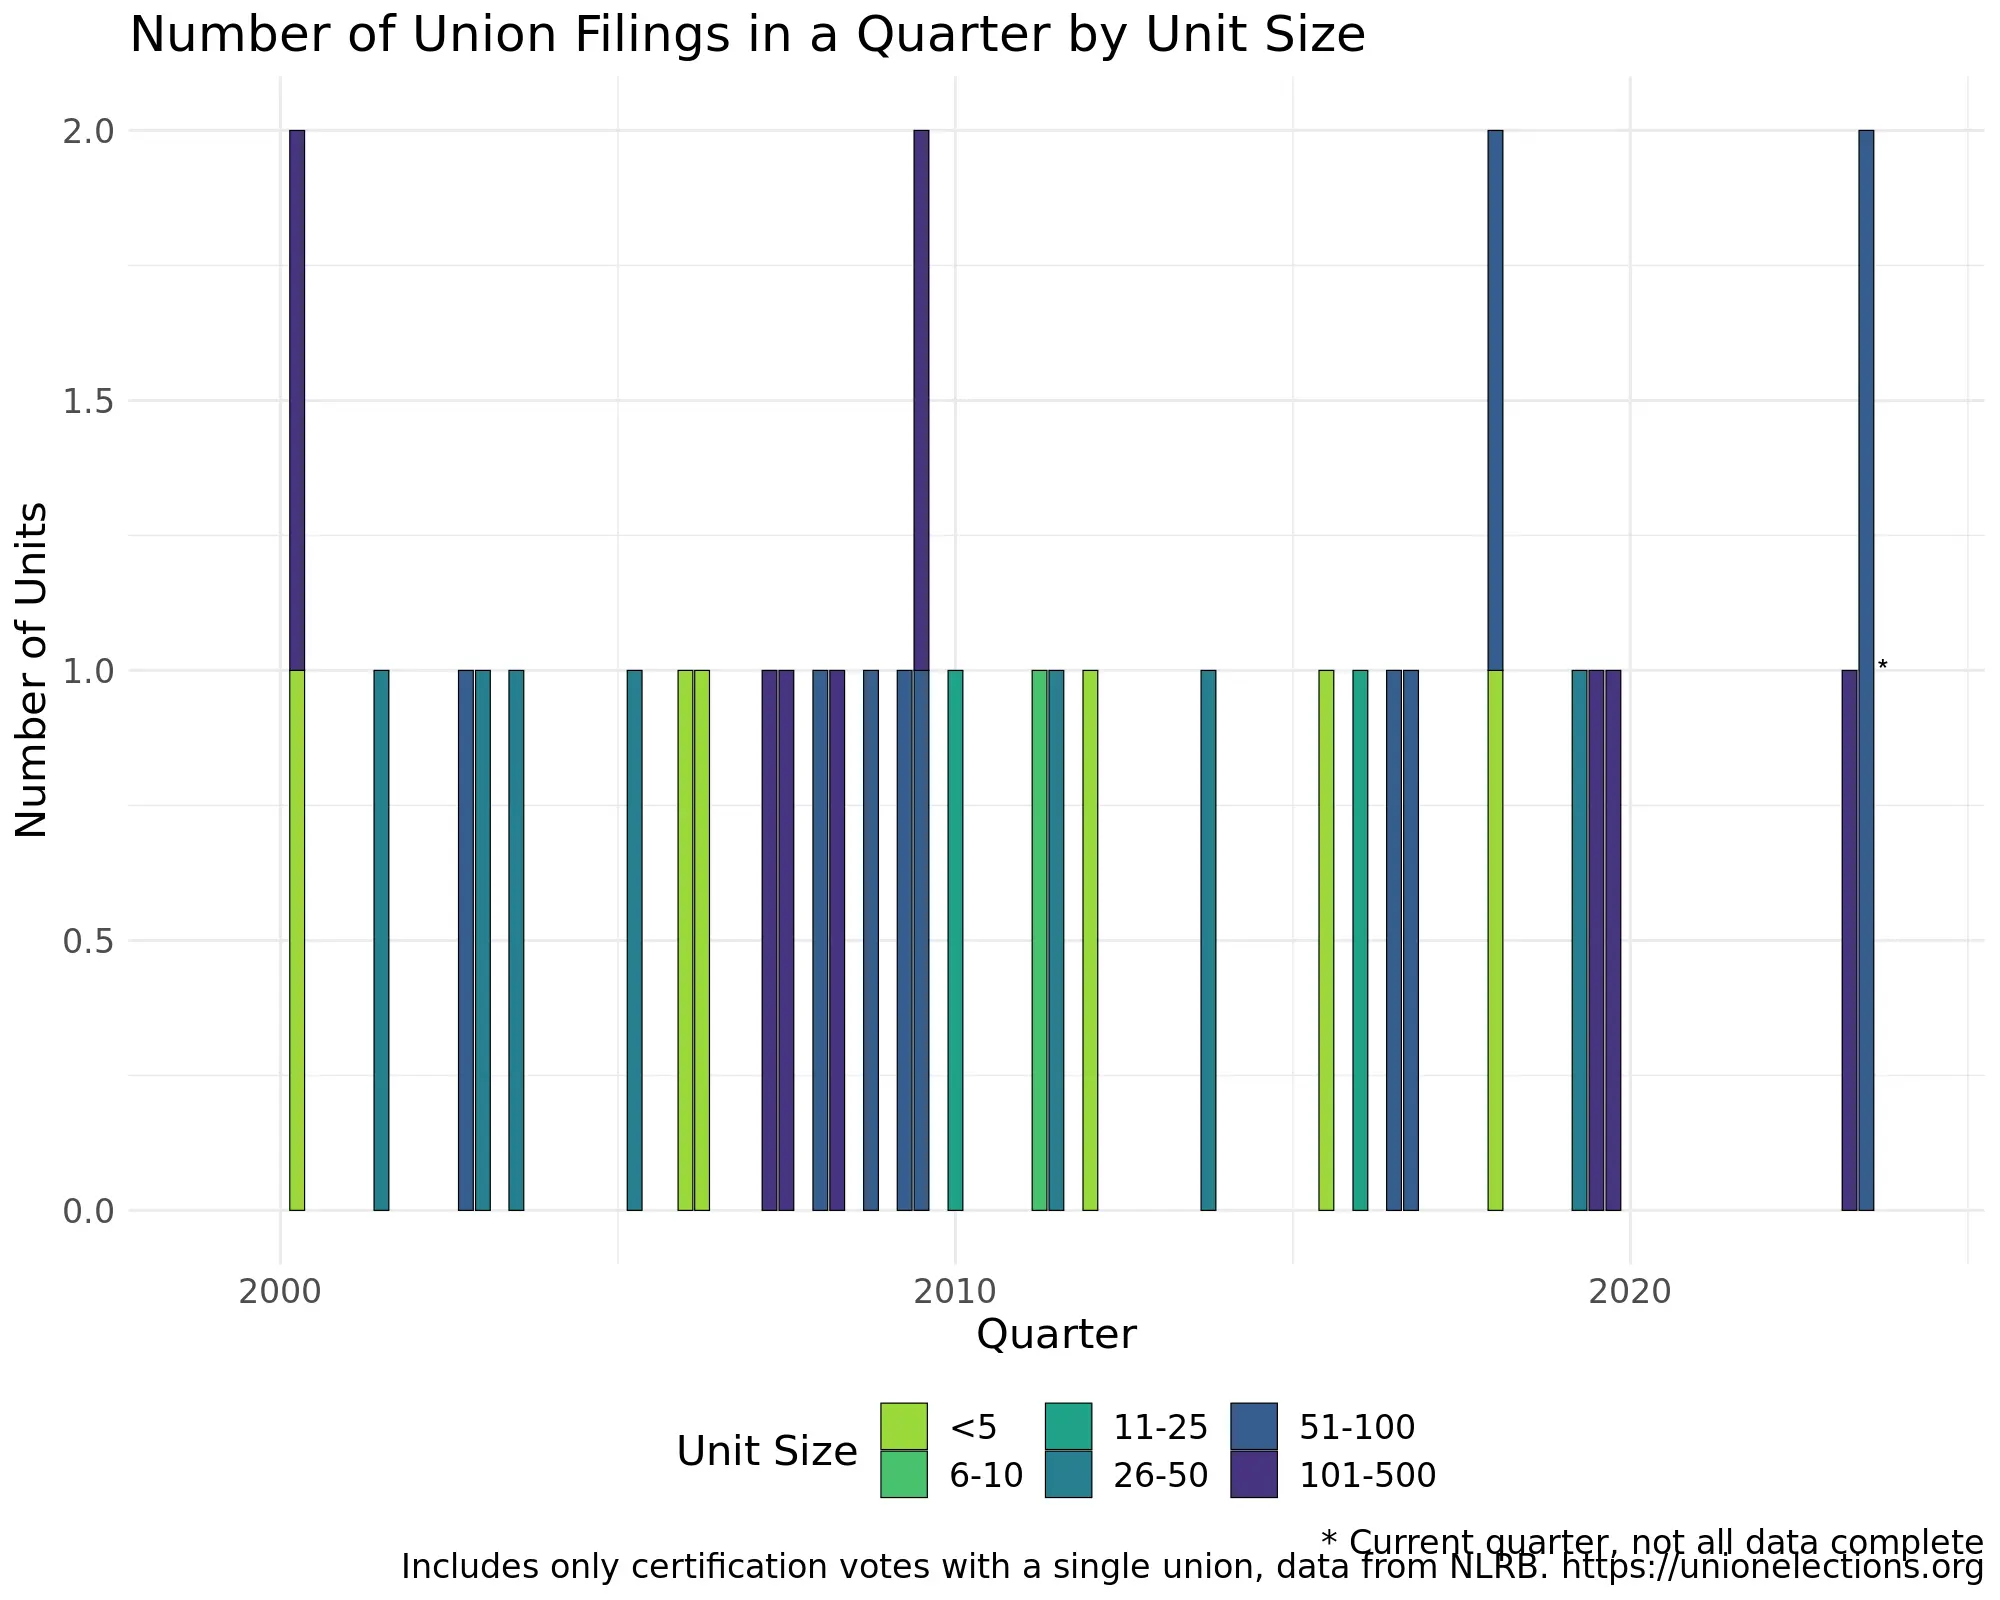 Number of Union Filings in a Quarter by Unit Size
2.0
1.5
1.0
0.5
0.0
Number of Units
*
2000
2010
2020
Quarter
Unit Size
<5
11-25
51-100
6-10
26-50
101-500
* Current quarter, not all data complete
Includes only certification votes with a single union, data from NLRB. https://unionelections.org